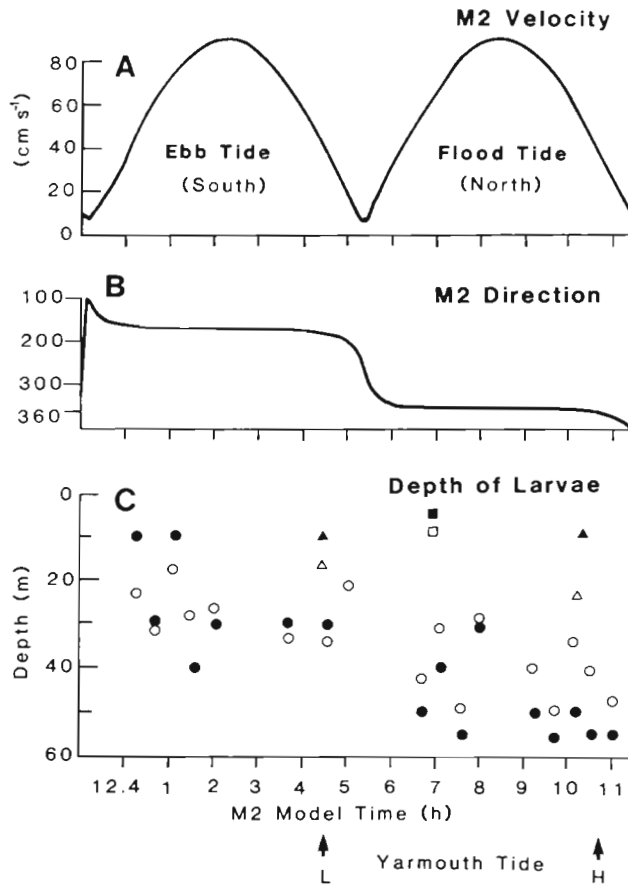 M2 Velocity
A
(cm s⁻¹)
80
60
40
20
0
Ebb Tide
(South)
Flood Tide
(North)
B
M2 Direction
100
200
300
360
C
Depth of Larvae
Depth (m)
0
20
40
60
12.4 1 2 3 4 5 6 7 8 9 10 11
M2 Model Time (h)
Yarmouth Tide
L H